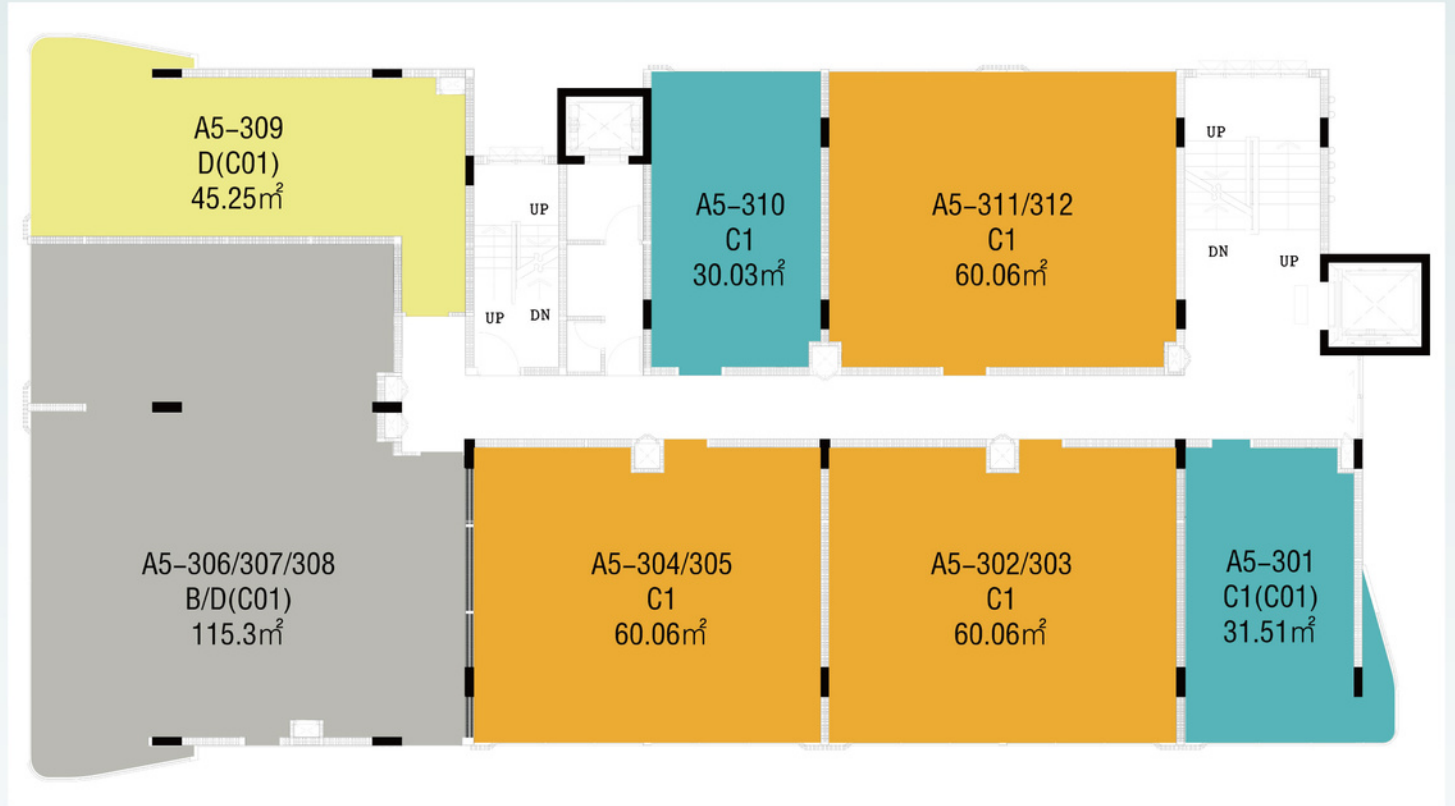 A5-309
D(C01)
45.25㎡
UP
UP
DN
A5-310
C1
30.03㎡
A5-311/312
C1
60.06㎡
UP
DN
UP
A5-306/307/308
B/D(C01)
115.3㎡
A5-304/305
C1
60.06㎡
A5-302/303
C1
60.06㎡
A5-301
C1(C01)
31.51㎡